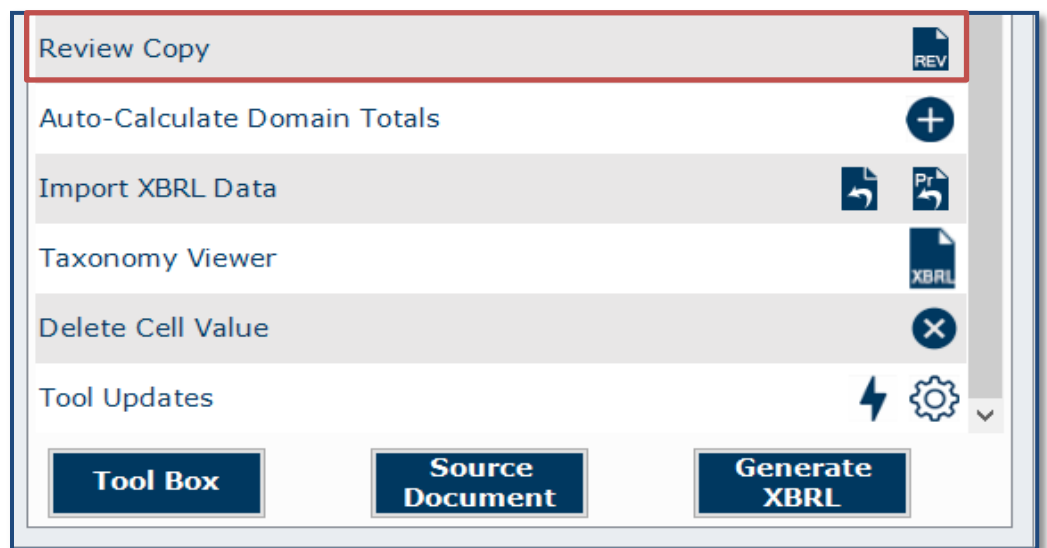 Review Copy
REV
Auto-Calculate Domain Totals
Import XBRL Data
Pr
Taxonomy Viewer
XBRL
Delete Cell Value
Tool Updates
Tool Box
Source
Document
Generate
XBRL